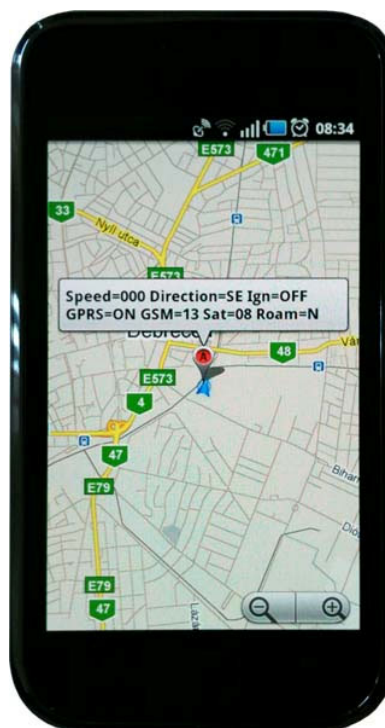 08:34
E573
471
33
Nyíl utca
E573
Speed=000 Direction=SE Ign=OFF
GPRS=ON GSM=13 Sat=08 Roam=N
48
E573
4
47
E79
E79
47